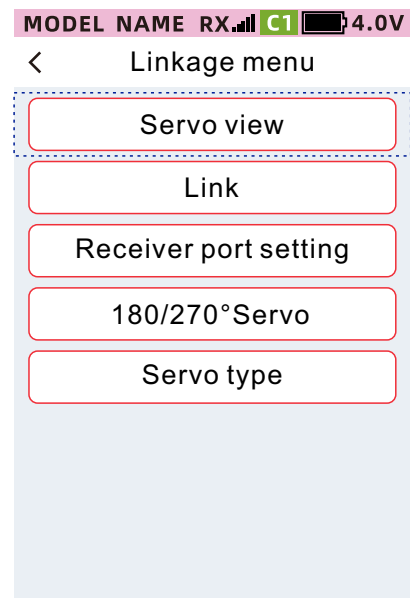 MODEL NAME RX C1 4.0V
< Linkage menu
Servo view
Link
Receiver port setting
180/270°Servo
Servo type